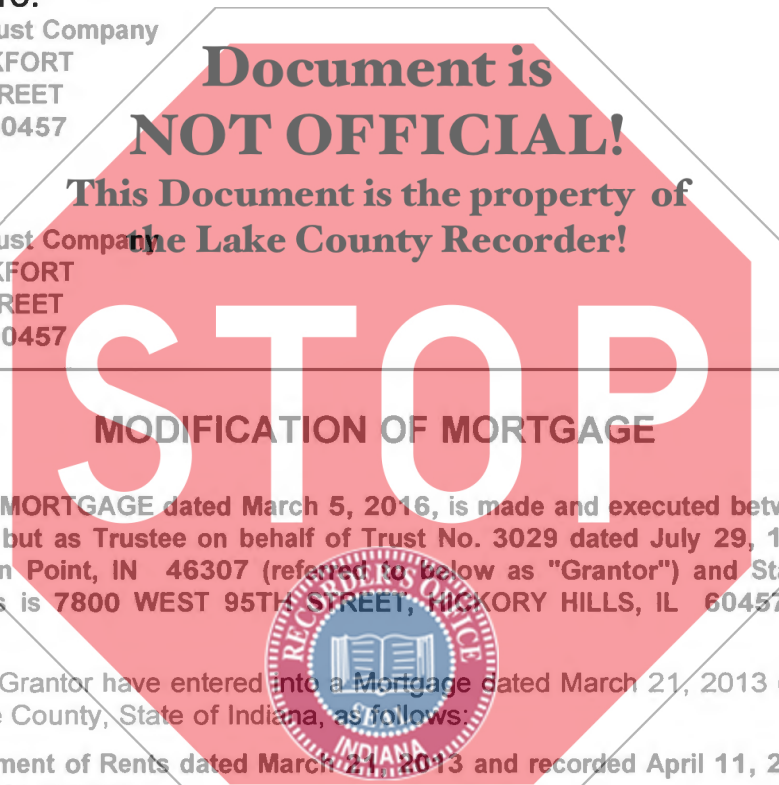 ust Company
KFORT
REET
0457
Document is
NOT OFFICIAL!
This Document is the property of
the Lake County Recorder!
ust Company
KFORT
REET
0457
STOP
MODIFICATION OF MORTGAGE
MORTGAGE dated March 5, 2016, is made and executed betw
but as Trustee on behalf of Trust No. 3029 dated July 29, 1
n Point, IN 46307 (referred to below as "Grantor") and Sta
s is 7800 WEST 95TH STREET, HICKORY HILLS, IL 60457
RECORDER'S OFFICE
SEAL
INDIANA
Grantor have entered into a Mortgage dated March 21, 2013
e County, State of Indiana, as follows:
ment of Rents dated March 21, 2013 and recorded April 11, 2